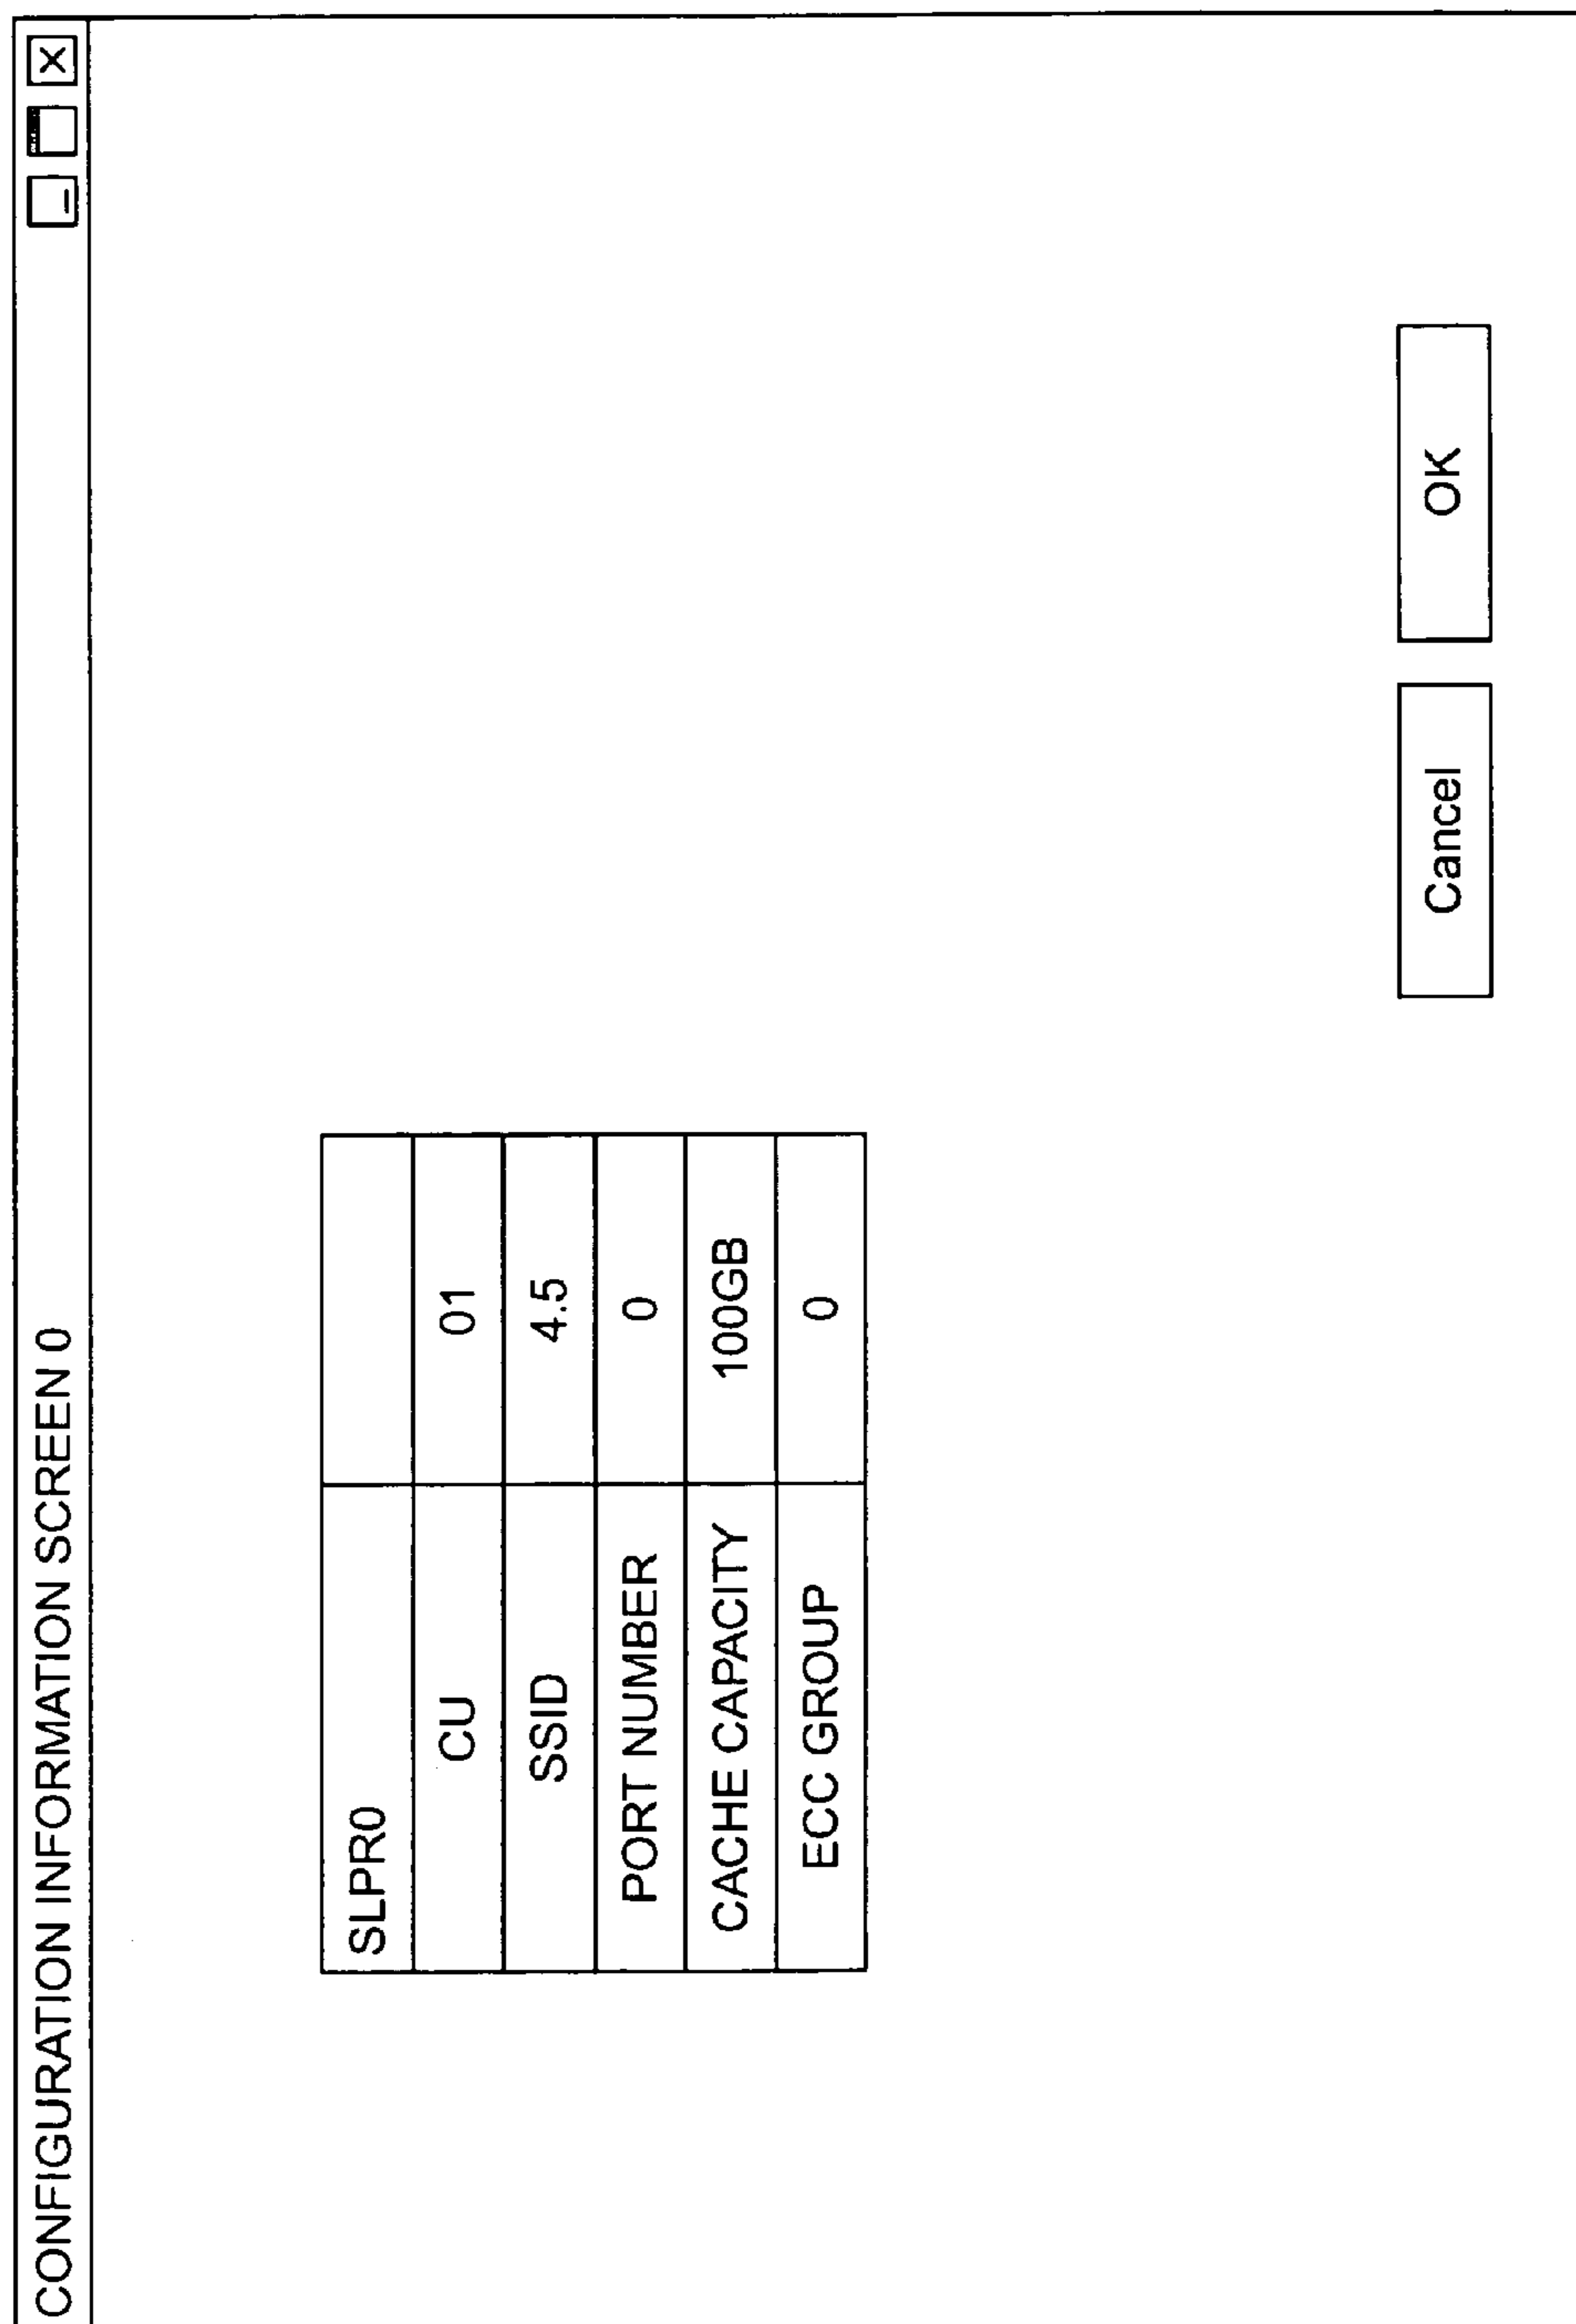 CONFIGURATION INFORMATION SCREEN 0
SLPR0
CU 01
SSID 4.5
PORT NUMBER 0
CACHE CAPACITY 100GB
ECC GROUP 0
Cancel OK